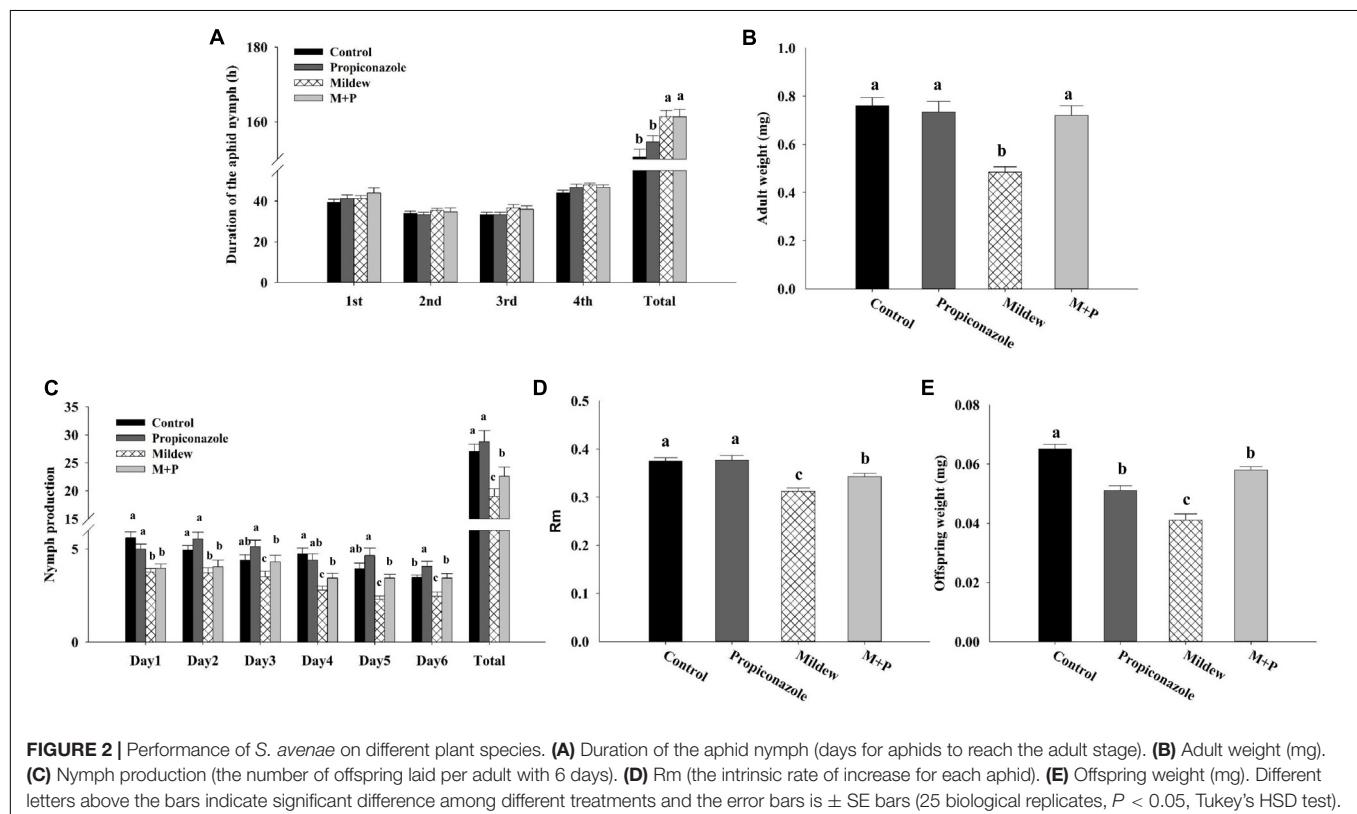 A
180
160
40
20
0
Duration of the aphid nymph (h)
Control
Propiconazole
Mildew
M+P
b
b
a
a
1st 2nd 3rd 4th Total
B
1.0
0.8
0.6
0.4
0.2
0.0
Adult weight (mg)
a
a
b
a
Control
Propiconazole
Mildew
M+P
C
35
30
25
20
15
5
0
Nymph production
Control
Propiconazole
Mildew
M+P
a a b b
a a b b
ab a c b
a ab c b
ab a c b
b a c b
a a c b
Day1 Day2 Day3 Day4 Day5 Day6 Total
D
0.5
0.4
0.3
0.2
0.1
0.0
Rm
a
a
c
b
Control
Propiconazole
Mildew
M+P
E
0.08
0.06
0.04
0.02
0.00
Offspring weight (mg)
a
b
c
b
Control
Propiconazole
Mildew
M+P
FIGURE 2 | Performance of S. avenae on different plant species. (A) Duration of the aphid nymph (days for aphids to reach the adult stage). (B) Adult weight (mg).
(C) Nymph production (the number of offspring laid per adult with 6 days). (D) Rm (the intrinsic rate of increase for each aphid). (E) Offspring weight (mg). Different
letters above the bars indicate significant difference among different treatments and the error bars is ± SE bars (25 biological replicates, P < 0.05, Tukey's HSD test).